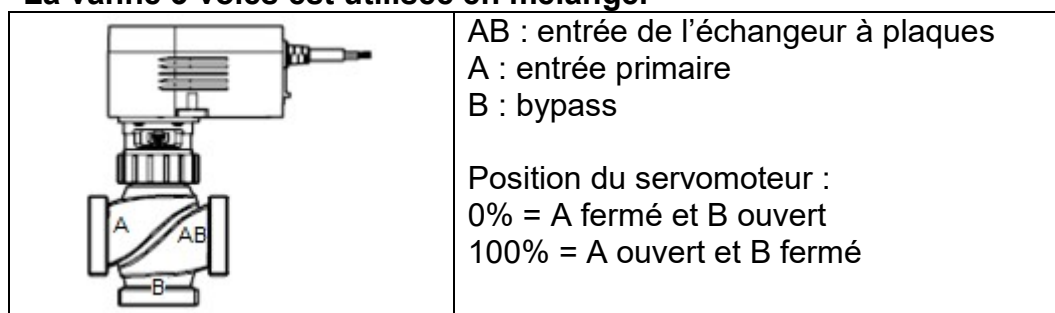 La vanne 3 voies est utilisée en mélange.
AB : entrée de l'échangeur à plaques
A : entrée primaire
B : bypass
Position du servomoteur :
0% = A fermé et B ouvert
100% = A ouvert et B fermé
A
AB
B